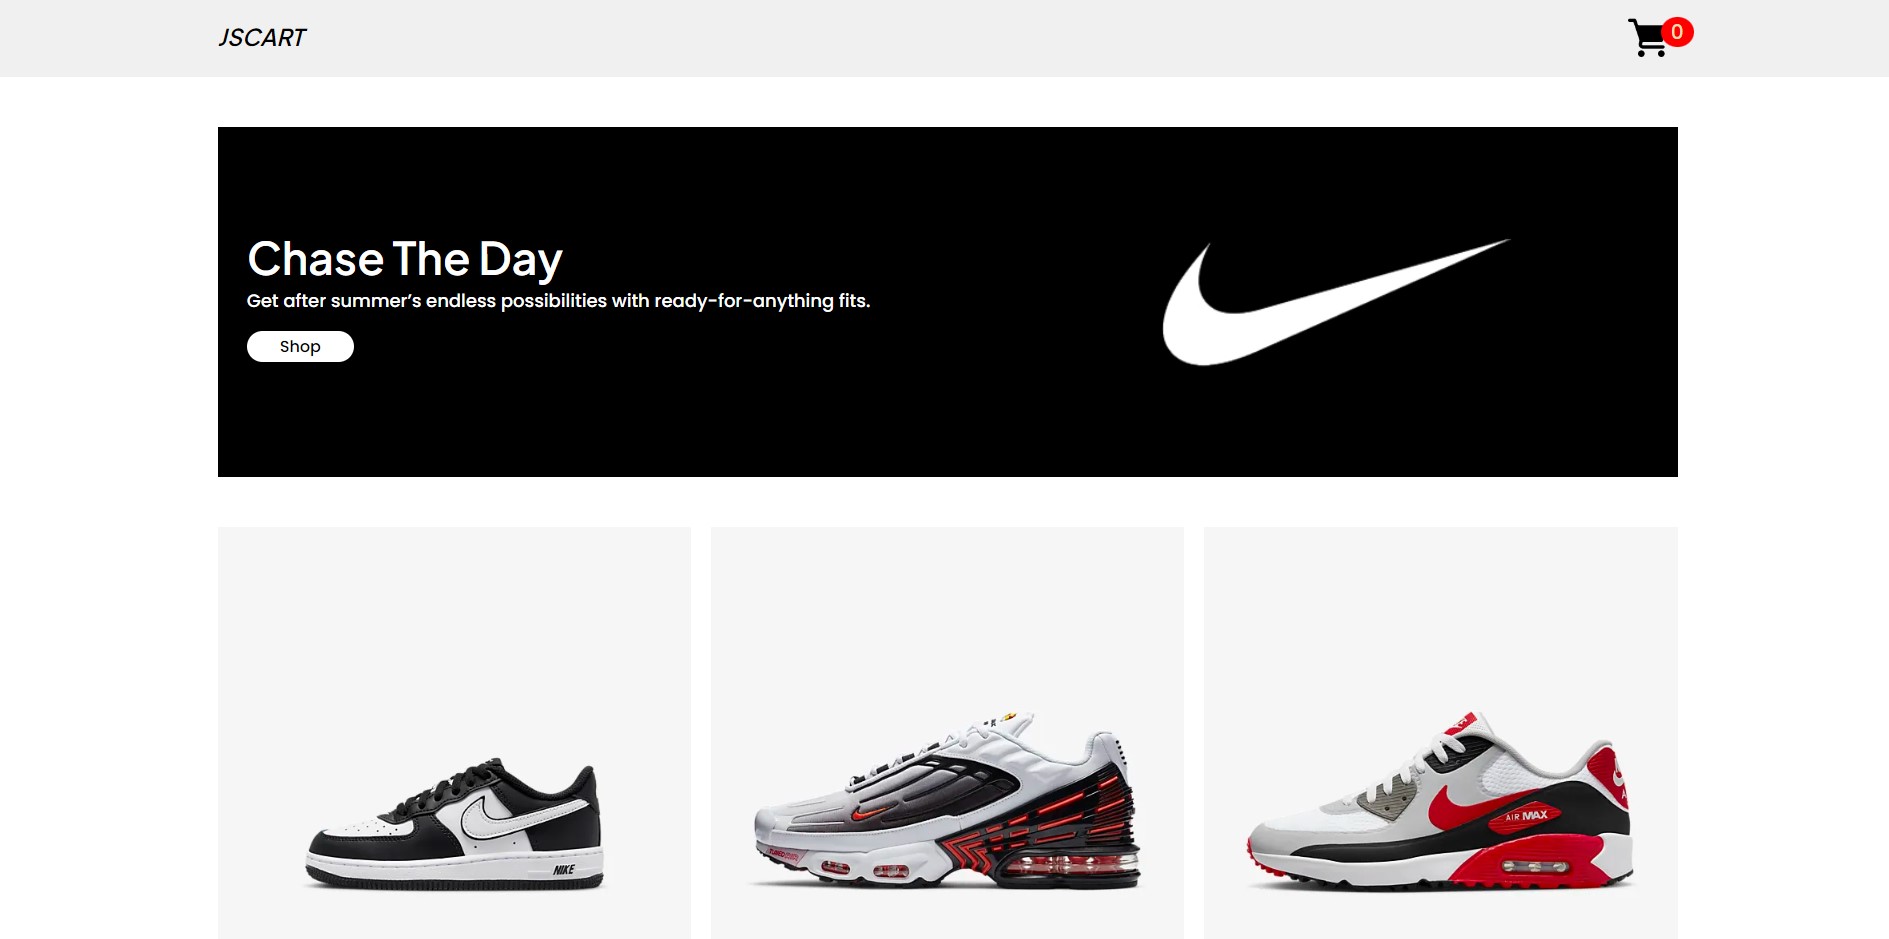 JSCART
0
Chase The Day
Get after summer’s endless possibilities with ready-for-anything fits.
Shop
NIKE
AIR MAX